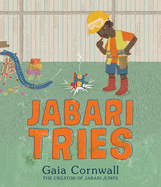 JABARI
TRIES
Gaia Cornwall
THE CREATOR OF JABARI JUMPS